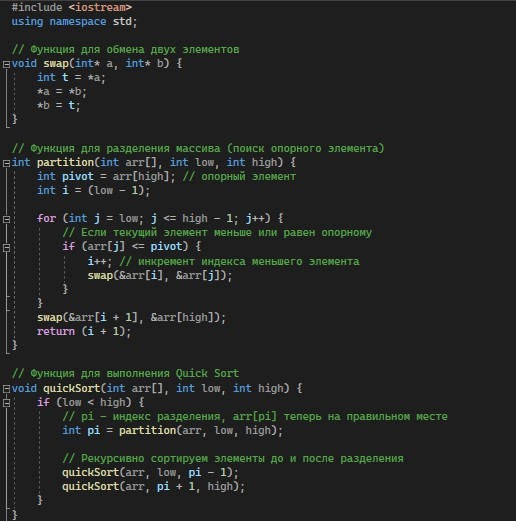 #include <iostream>
using namespace std;

// Функция для обмена двух элементов
void swap(int* a, int* b) {
    int t = *a;
    *a = *b;
    *b = t;
}

// Функция для разделения массива (поиск опорного элемента)
int partition(int arr[], int low, int high) {
    int pivot = arr[high]; // опорный элемент
    int i = (low - 1);

    for (int j = low; j <= high - 1; j++) {
        // Если текущий элемент меньше или равен опорному
        if (arr[j] <= pivot) {
            i++; // инкремент индекса меньшего элемента
            swap(&arr[i], &arr[j]);
        }
    }
    swap(&arr[i + 1], &arr[high]);
    return (i + 1);
}

// Функция для выполнения Quick Sort
void quickSort(int arr[], int low, int high) {
    if (low < high) {
        // pi – индекс разделения, arr[pi] теперь на правильном месте
        int pi = partition(arr, low, high);

        // Рекурсивно сортируем элементы до и после разделения
        quickSort(arr, low, pi - 1);
        quickSort(arr, pi + 1, high);
    }
}